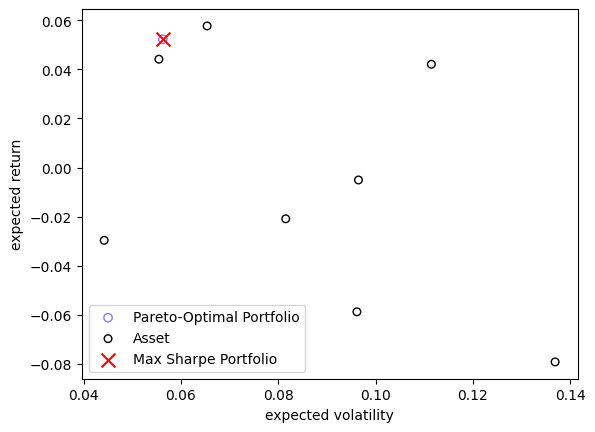 0.06
0.04
0.02
0.00
−0.02
−0.04
−0.06
−0.08
expected return
Pareto-Optimal Portfolio
Asset
Max Sharpe Portfolio
0.04 0.06 0.08 0.10 0.12 0.14
expected volatility